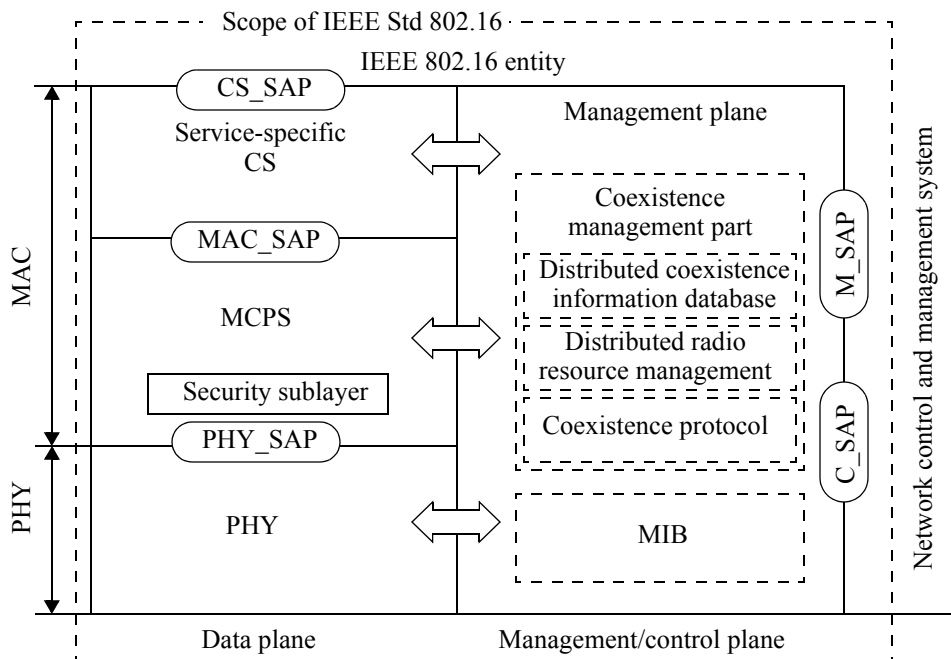 Scope of IEEE Std 802.16
IEEE 802.16 entity
CS_SAP
Service-specific
CS
Management plane
Coexistence
management part
MAC_SAP
Distributed coexistence
information database
MCPS
Distributed radio
resource management
Security sublayer
Coexistence protocol
PHY_SAP
PHY
MIB
MAC
PHY
M_SAP
C_SAP
Network control and management system
Data plane
Management/control plane